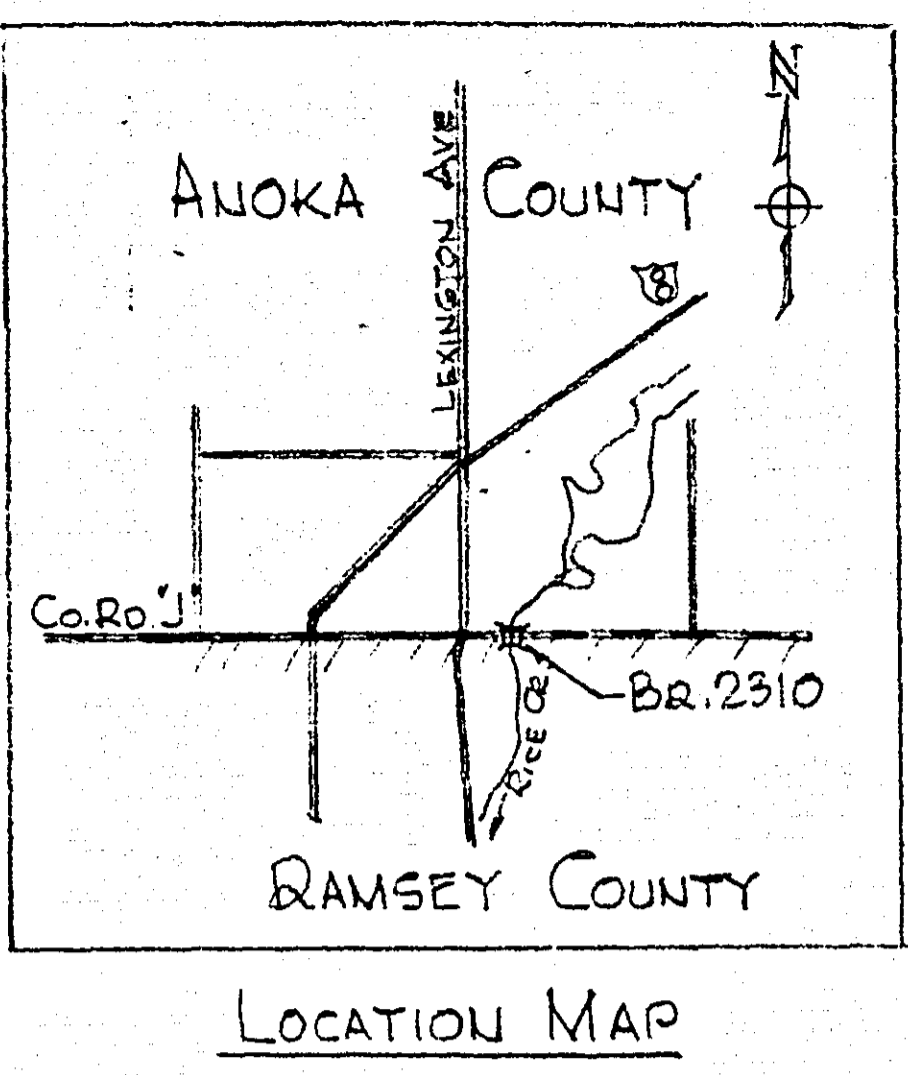 N
ANOKA COUNTY
LEXINGTON AVE
8
CO. RD. "J"
BR. 2310
RICE CR
RAMSEY COUNTY
LOCATION MAP